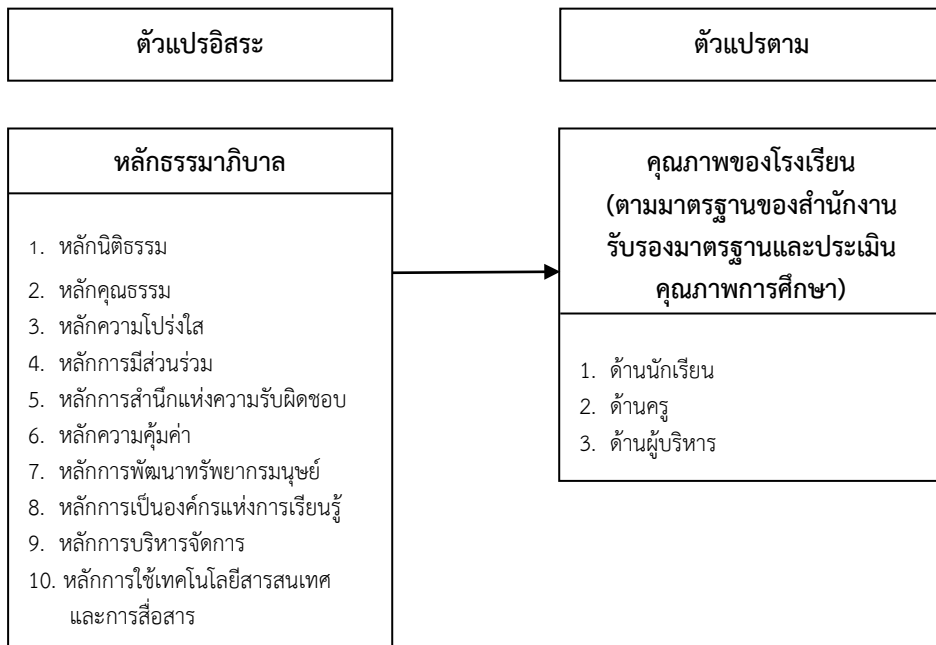 ตัวแปรอิสระ
ตัวแปรตาม
หลักธรรมาภิบาล
1. หลักนิติธรรม
2. หลักคุณธรรม
3. หลักความโปร่งใส
4. หลักการมีส่วนร่วม
5. หลักการสำนึกแห่งความรับผิดชอบ
6. หลักความคุ้มค่า
7. หลักการพัฒนาทรัพยากรมนุษย์
8. หลักการเป็นองค์กรแห่งการเรียนรู้
9. หลักการบริหารจัดการ
10. หลักการใช้เทคโนโลยีสารสนเทศ
และการสื่อสาร
คุณภาพของโรงเรียน
(ตามมาตรฐานของสำนักงาน
รับรองมาตรฐานและประเมิน
คุณภาพการศึกษา)
1. ด้านนักเรียน
2. ด้านครู
3. ด้านผู้บริหาร